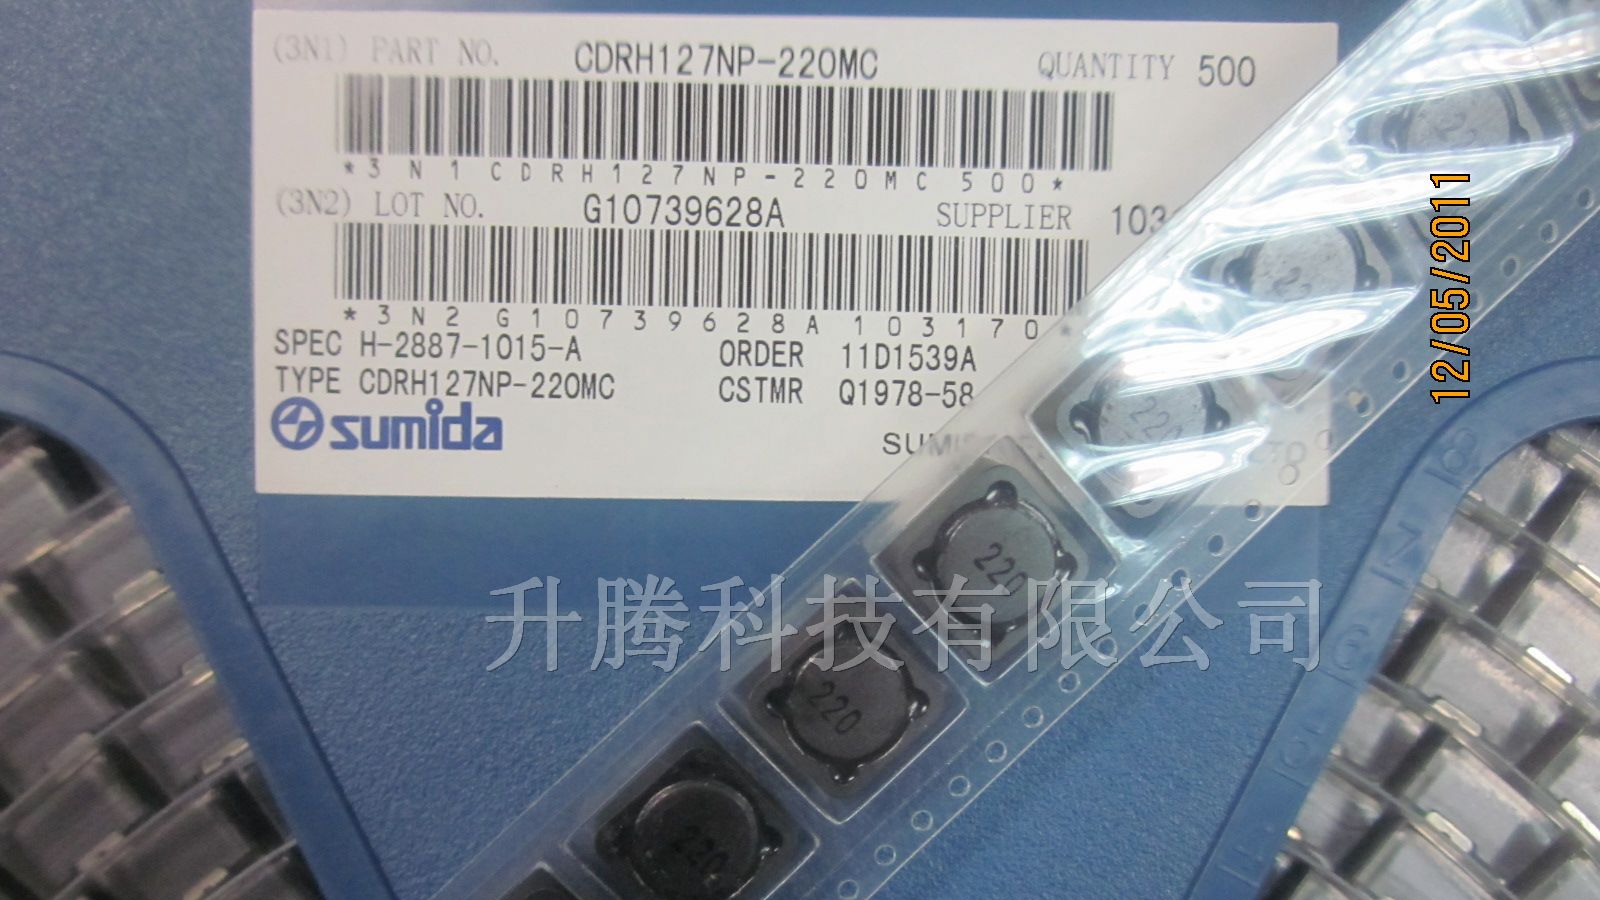 (3N1) PART NO. CDRH127NP-220MC QUANTITY 500
*3N1CDRH127NP-220MC 500*
(3N2) LOT NO. G10739628A SUPPLIER
*3N2 G10739628A 103170*
SPEC H-2887-1015-A ORDER 11D1539A
TYPE CDRH127NP-220MC CSTMR Q1978-58
sumida
12/05/2011
220
220
220
220
升腾科技有限公司